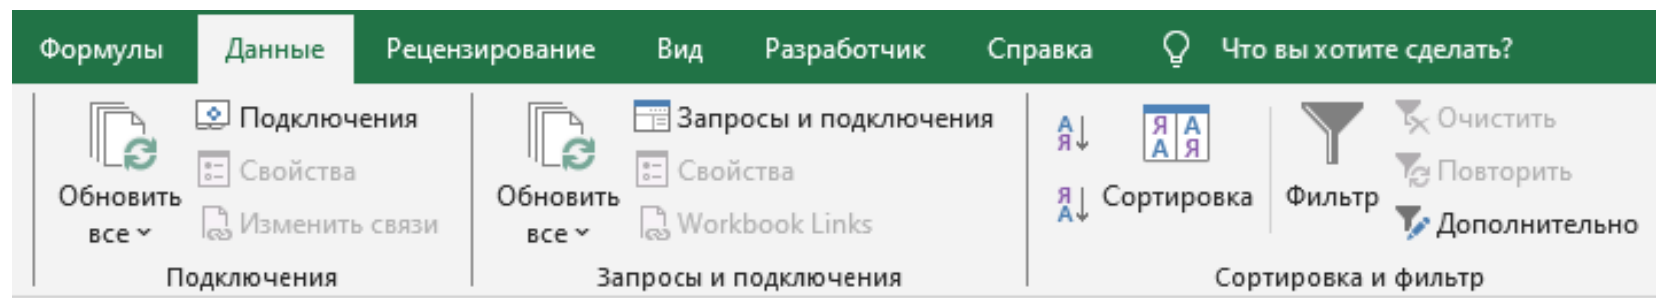 Формулы Данные Рецензирование Вид Разработчик Справка Что вы хотите сделать?
Обновить все
Подключения
Свойства
Изменить связи
Подключения
Обновить все
Запросы и подключения
Свойства
Workbook Links
Запросы и подключения
А
Я
Я
А
Я А
А Я
Сортировка
Фильтр
Очистить
Повторить
Дополнительно
Сортировка и фильтр